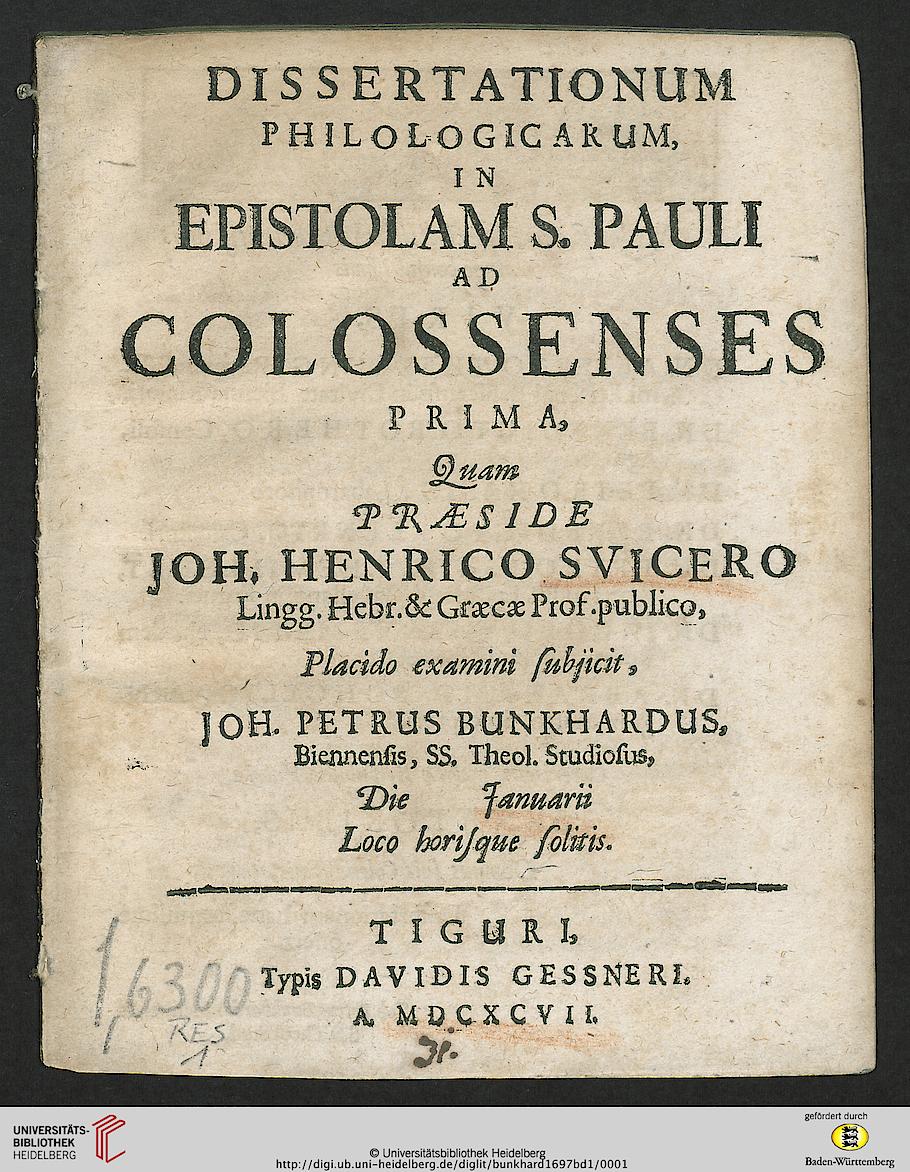 DISSERTATIONUM
PHILOLOGICARUM,
IN
EPISTOLAM S. PAULI
AD
COLOSSENSES
PRIMA,
Quam
PRÆSIDE
JOH. HENRICO SVICERO
Lingg. Hebr. & Græcæ Prof. publico,
Placido examini ſubjicit,
JOH. PETRUS BUNKHARDUS,
Biennenſis, SS. Theol. Studioſus,
Die Januarii
Loco horiſque ſolitis.
TIGURI,
Typis DAVIDIS GESSNERI.
A. MDCXCVII.
6300
RES
1
31.
UNIVERSITÄTS-
BIBLIOTHEK
HEIDELBERG
© Universitätsbibliothek Heidelberg
http://digi.ub.uni-heidelberg.de/diglit/bunkhard1697bd1/0001
gefördert durch
Baden-Württemberg